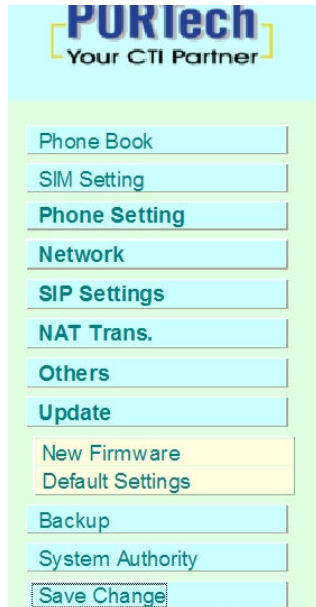 PORTech
Your CTI Partner
Phone Book
SIM Setting
Phone Setting
Network
SIP Settings
NAT Trans.
Others
Update
New Firmware
Default Settings
Backup
System Authority
Save Change